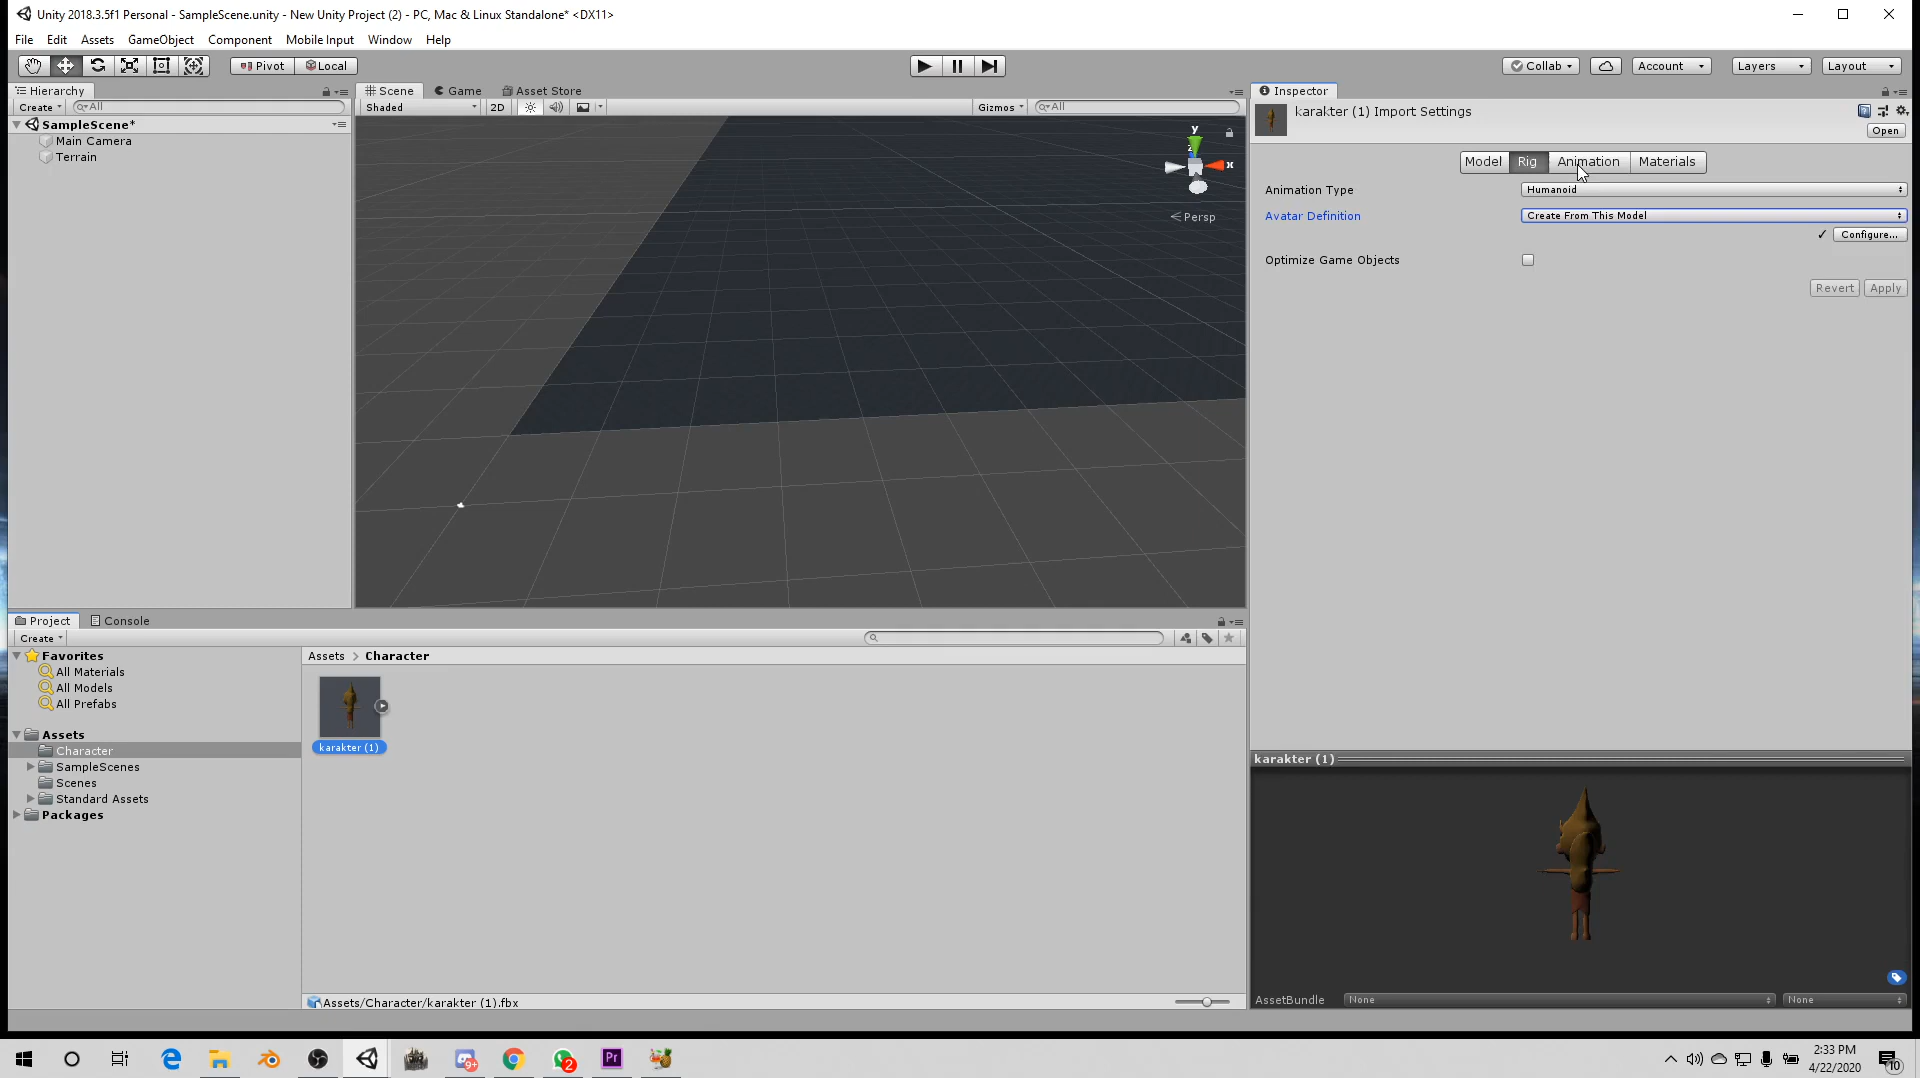 Unity 2018.3.5f1 Personal - SampleScene.unity - New Unity Project (2) - PC, Mac & Linux Standalone* <DX11>
File Edit Assets GameObject Component Mobile Input Window Help
Pivot Local Collab Account Layers Layout
Hierarchy
Create All
SampleScene*
Main Camera
Terrain
Scene Game Asset Store
Shaded 2D Gizmos All
y
x
Persp
Inspector
karakter (1) Import Settings
Open
Model Rig Animation Materials
Animation Type Humanoid
Avatar Definition Create From This Model
✓ Configure...
Optimize Game Objects
Revert Apply
Project Console
Create
Favorites
All Materials
All Models
All Prefabs
Assets
Character
SampleScenes
Scenes
Standard Assets
Packages
Assets > Character
karakter (1)
Assets/Character/karakter (1).fbx
karakter (1)
AssetBundle None None
9+
2
Pr
2:33 PM
4/22/2020
10